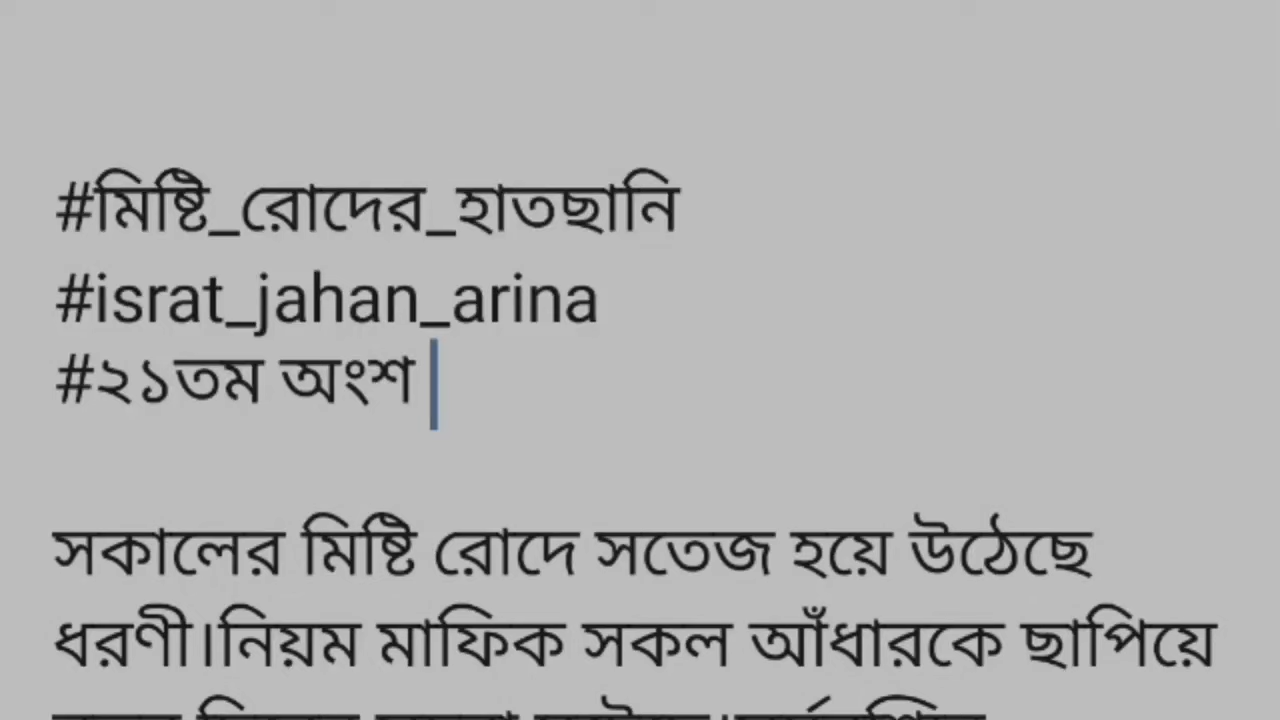 #মিষ্টি_রোদের_হাতছানি
#israt_jahan_arina
#২১তম অংশ
সকালের মিষ্টি রোদে সতেজ হয়ে উঠেছে
ধরণী।নিয়ম মাফিক সকল আঁধারকে ছাপিয়ে